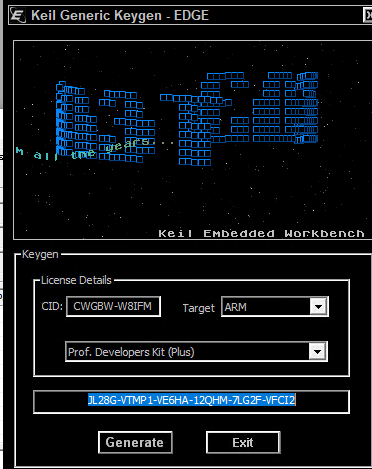 Keil Generic Keygen - EDGE
m all the years...
Keil Embedded Workbench
Keygen
License Details
CID: CWGBW-W8IFM Target ARM
Prof. Developers Kit (Plus)
JL28G-VTMP1-VE6HA-12QHM-7LG2F-VFCI2
Generate Exit